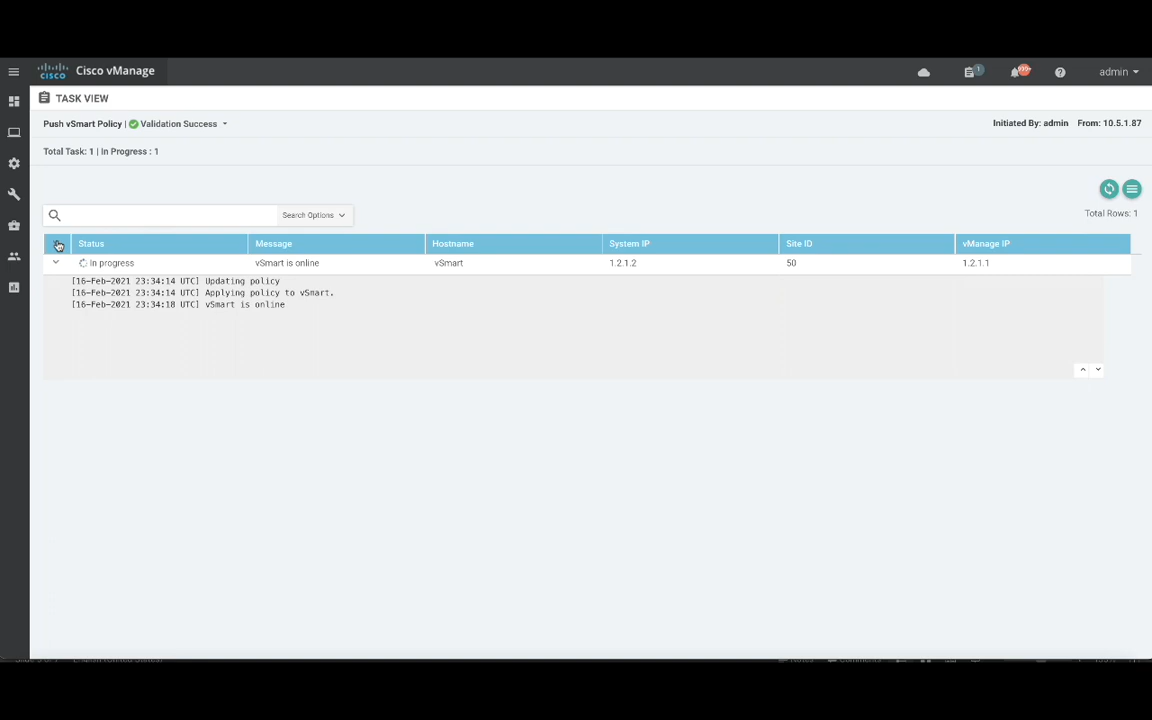 CISCO Cisco vManage 1 999+ admin
TASK VIEW
Push vSmart Policy | Validation Success Initiated By: admin From: 10.5.1.87
Total Task: 1 | In Progress : 1
Search Options Total Rows: 1
Status Message Hostname System IP Site ID vManage IP
In progress vSmart is online vSmart 1.2.1.2 50 1.2.1.1
[16-Feb-2021 23:34:14 UTC] Updating policy
[16-Feb-2021 23:34:14 UTC] Applying policy to vSmart.
[16-Feb-2021 23:34:18 UTC] vSmart is online